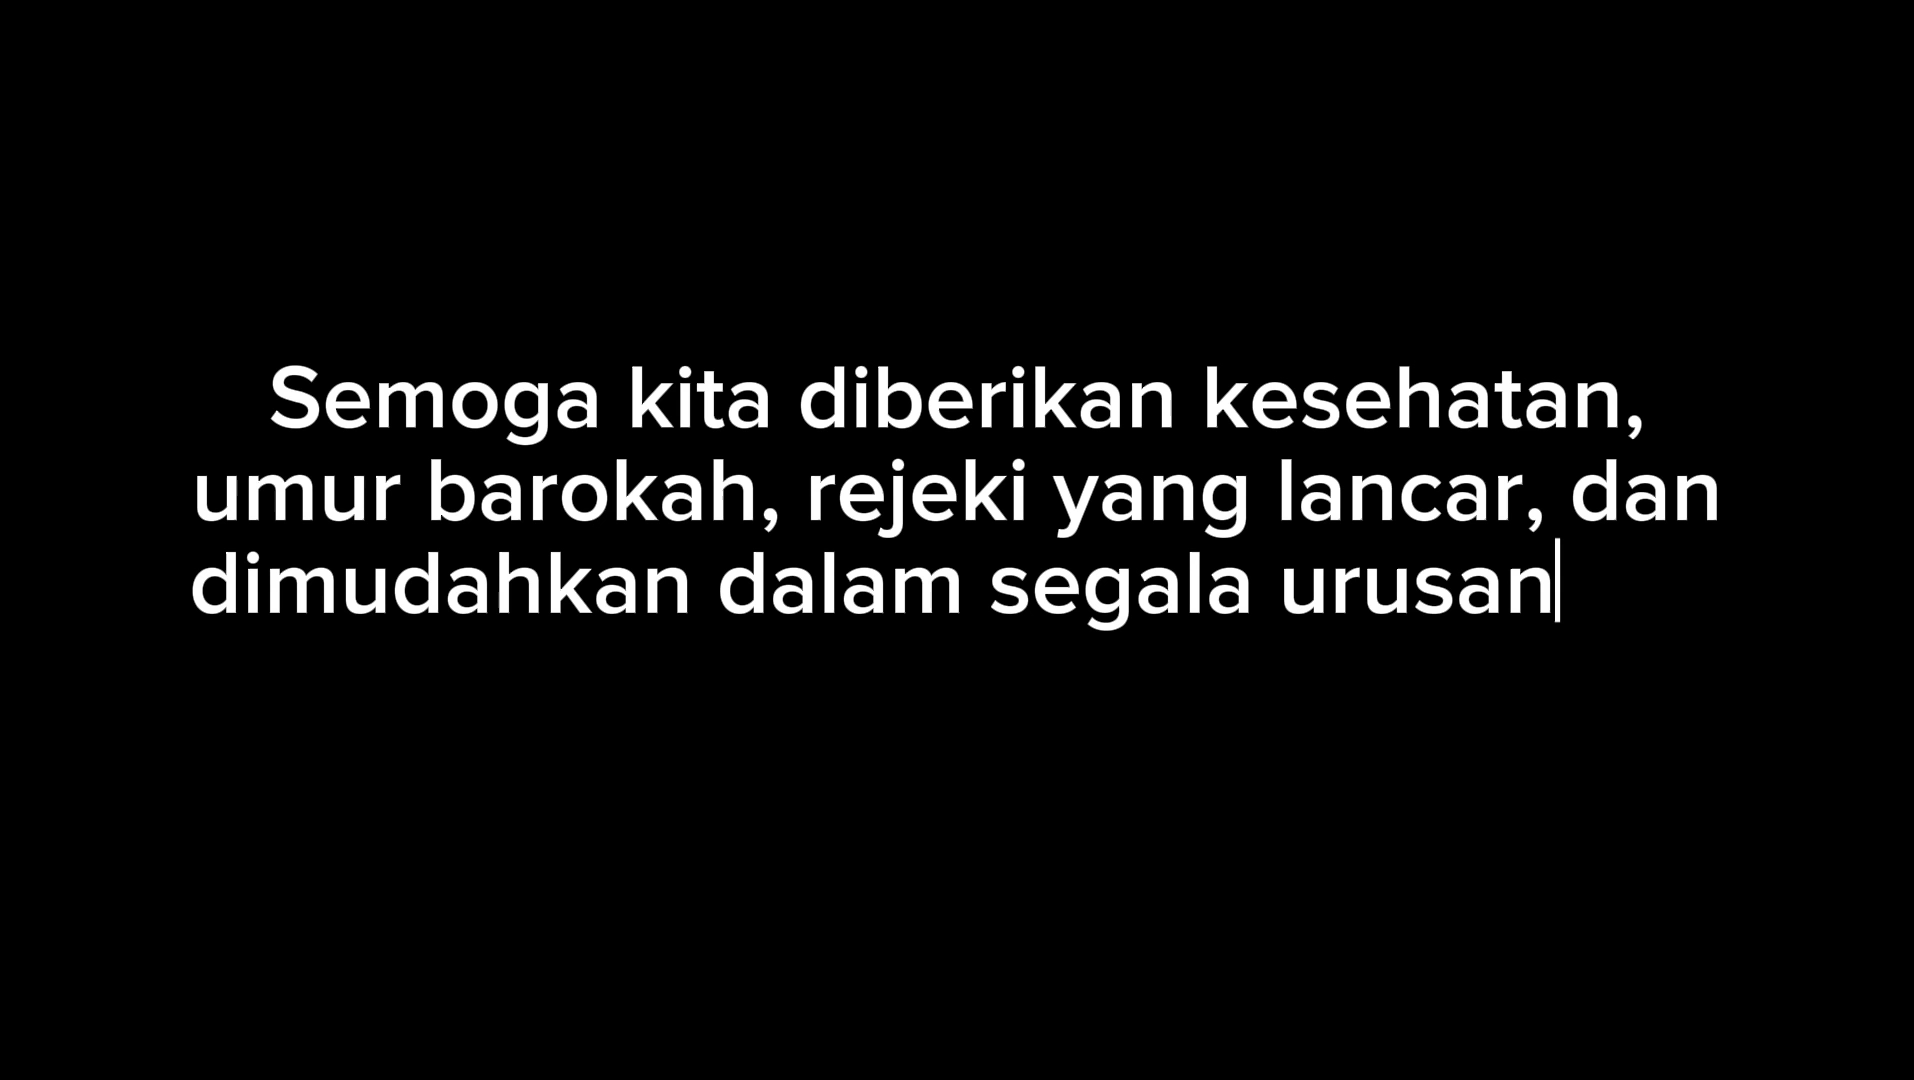 Semoga kita diberikan kesehatan,
umur barokah, rejeki yang lancar, dan
dimudahkan dalam segala urusan